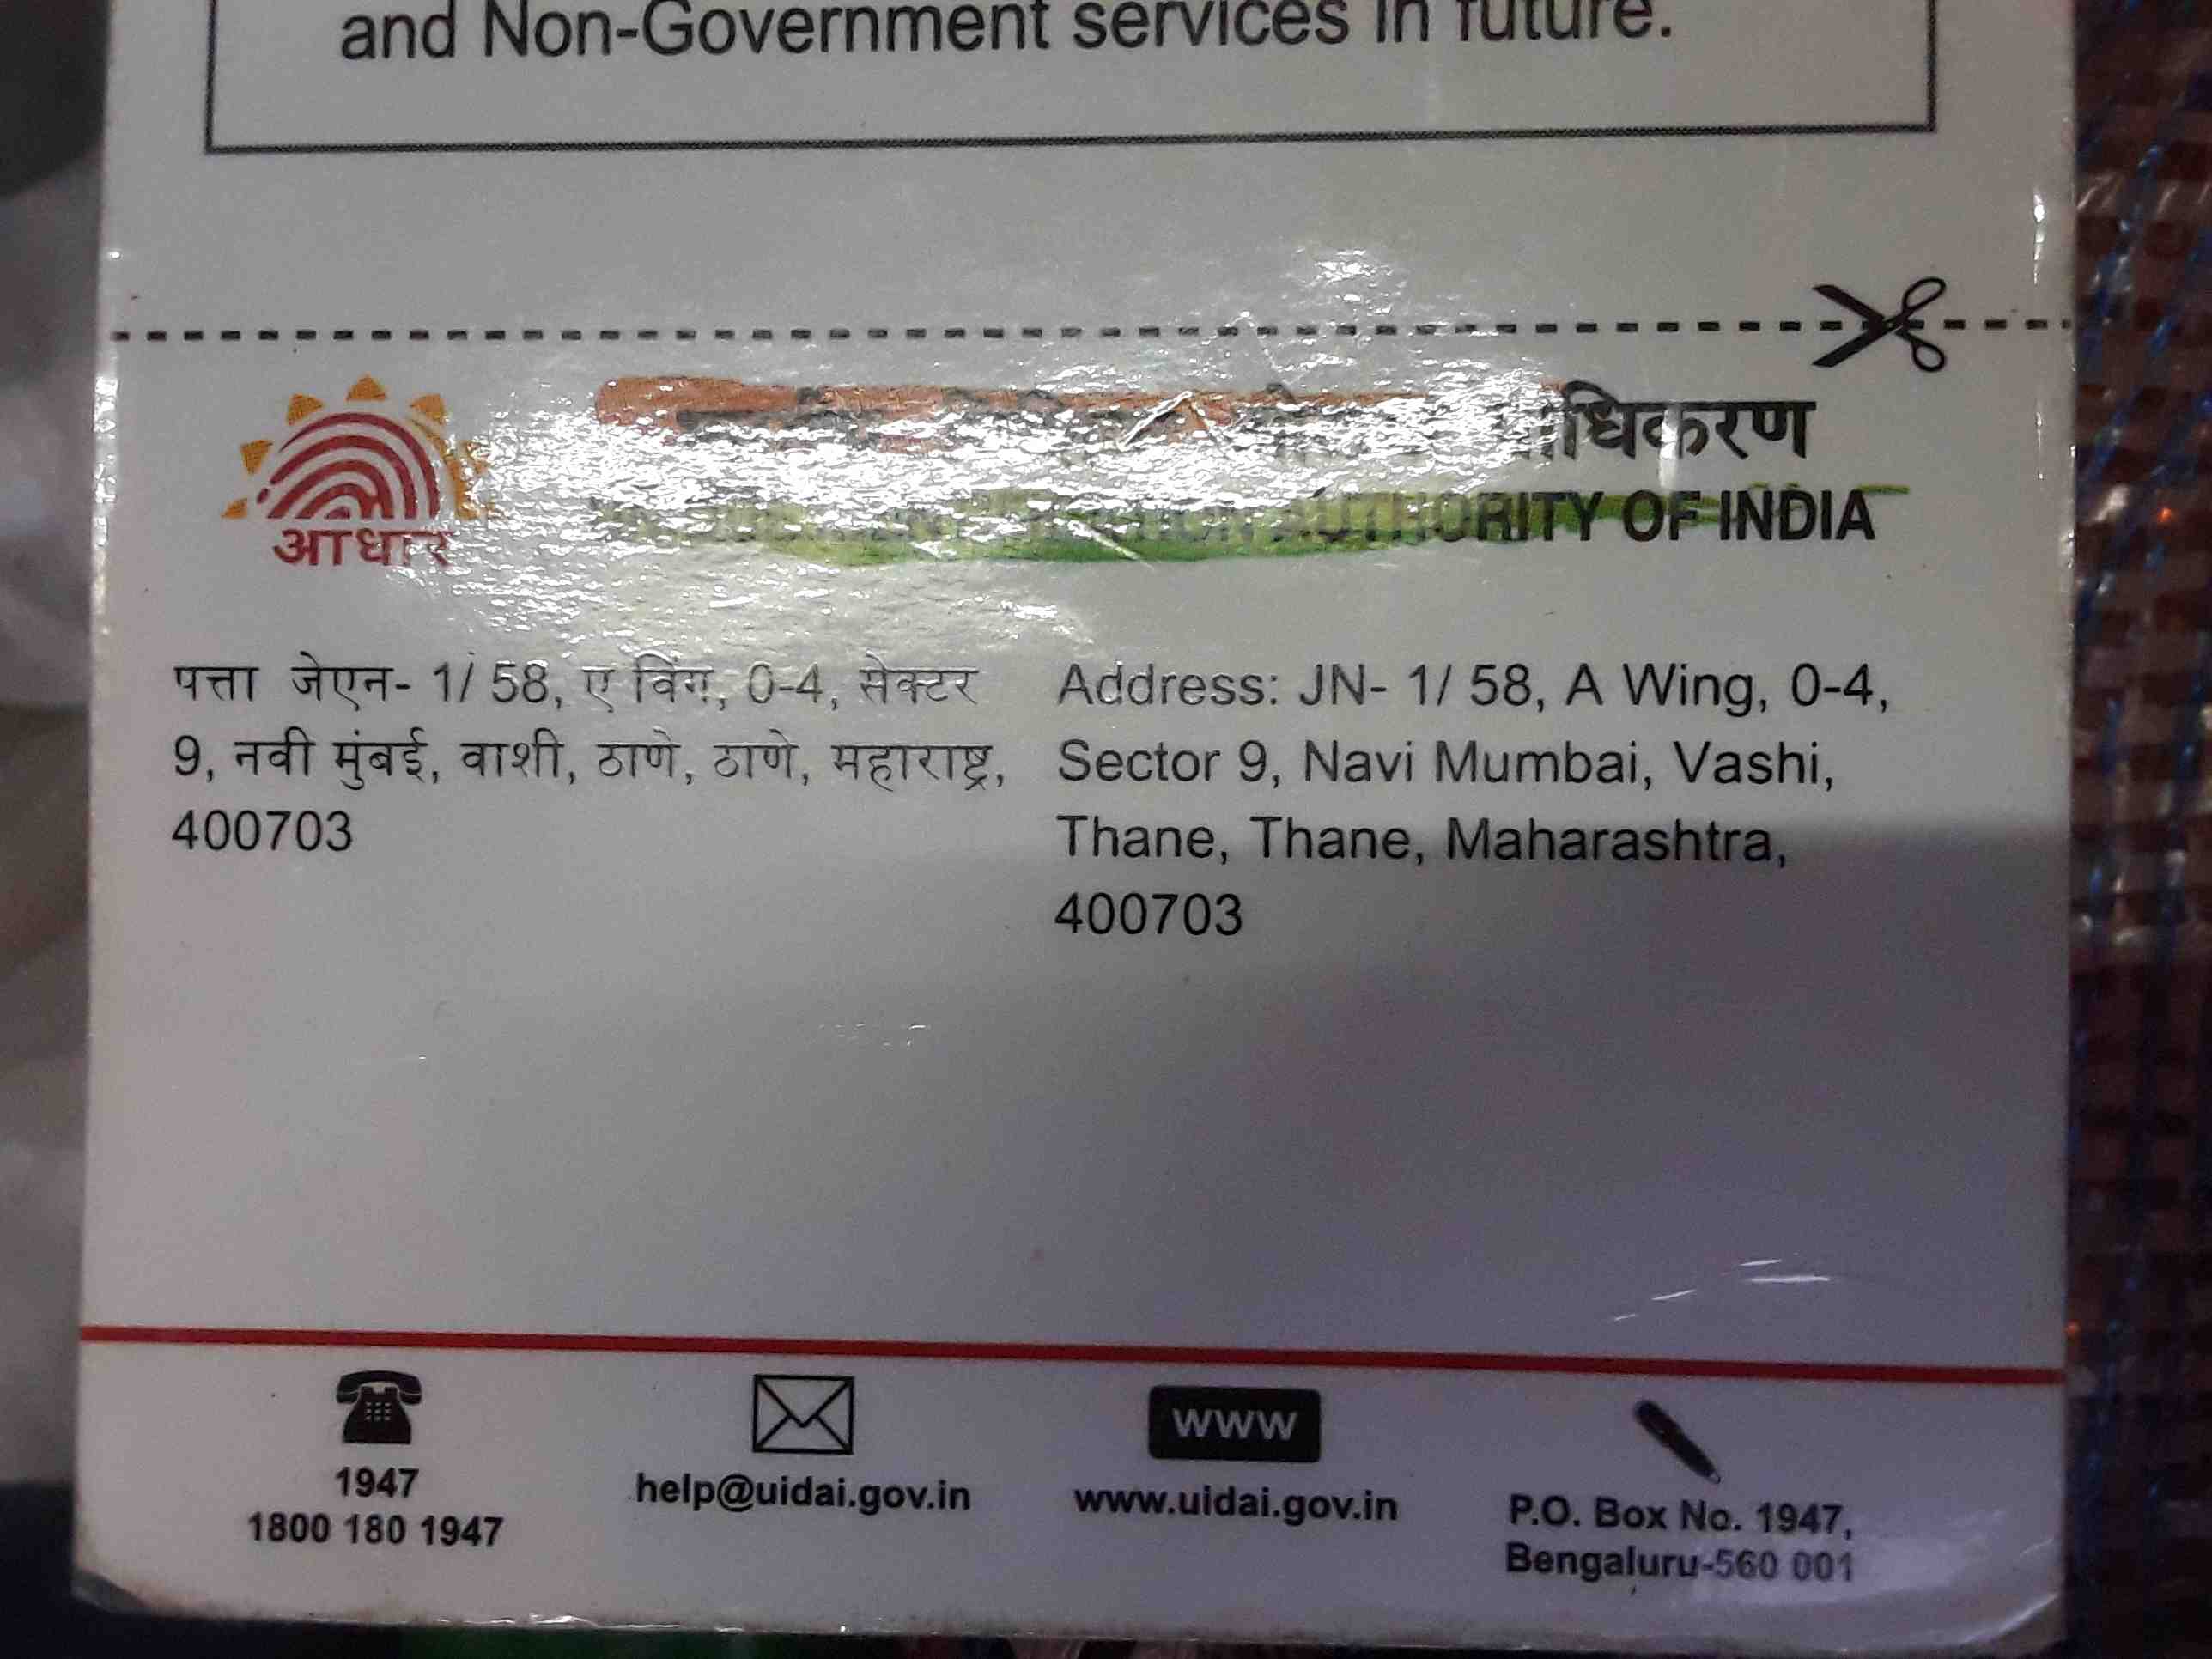 and Non-Government services in future.
धिकरण
AUTHORITY OF INDIA
आधार
पत्ता जेएन- 1/ 58, ए विंग, 0-4, सेक्टर
9, नवी मुंबई, वाशी, ठाणे, ठाणे, महाराष्ट्र,
400703
Address: JN- 1/ 58, A Wing, 0-4,
Sector 9, Navi Mumbai, Vashi,
Thane, Thane, Maharashtra,
400703
1947
1800 180 1947
help@uidai.gov.in
www
www.uidai.gov.in
P.O. Box No. 1947,
Bengaluru-560 001